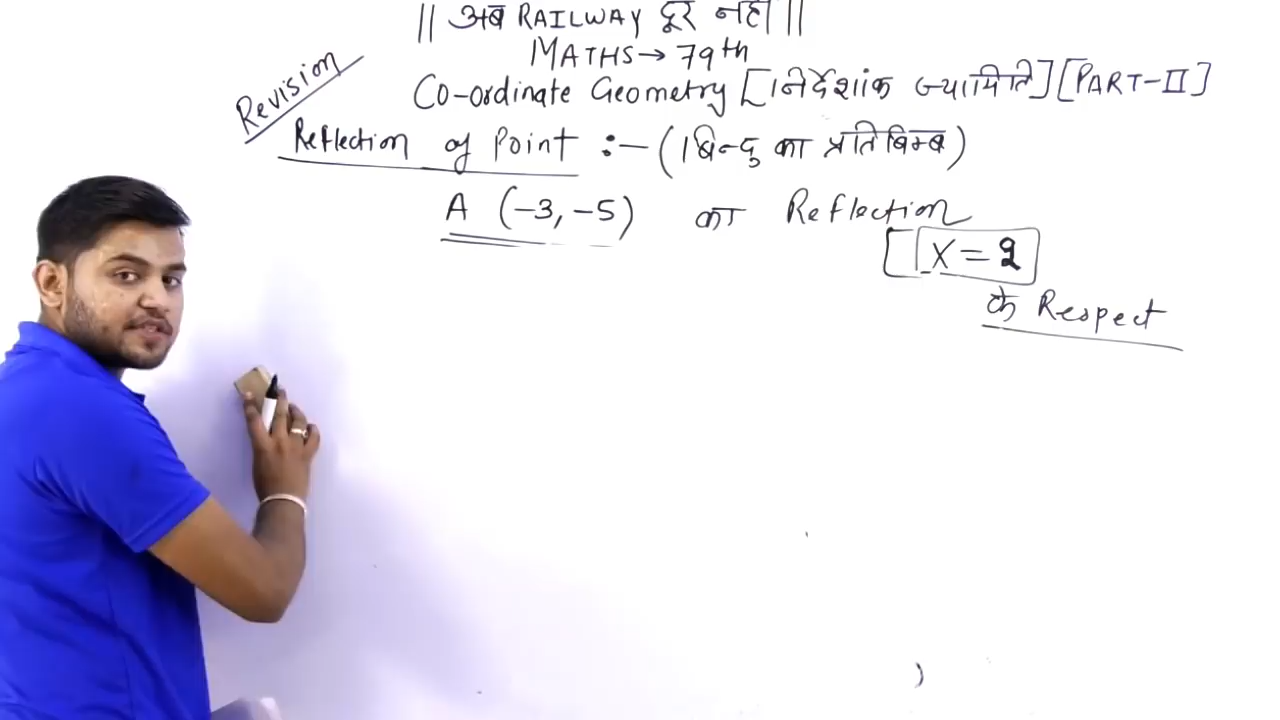 || अब RAILWAY दूर नहीं ||
MATHS → 79th
Revision
Co-ordinate Geometry [निर्देशांक ज्यामिति] [PART-II]
Reflection of Point :- (बिन्दु का प्रतिबिम्ब)
A (-3, -5) का Reflection
X = 2
के Respect